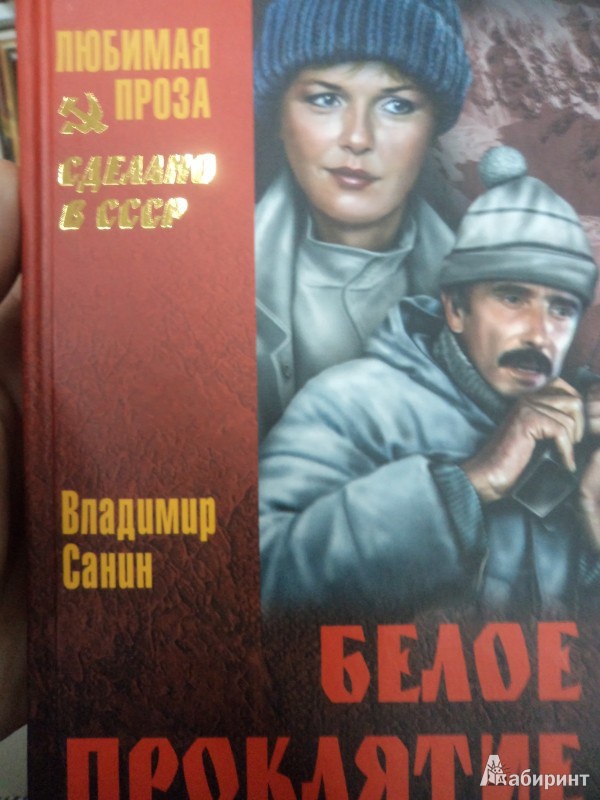 ЛЮБИМАЯ
ПРОЗА
СДЕЛАНО
В СССР
Владимир
Санин
БЕЛОЕ
ПРОКЛЯТИЕ
Лабиринт